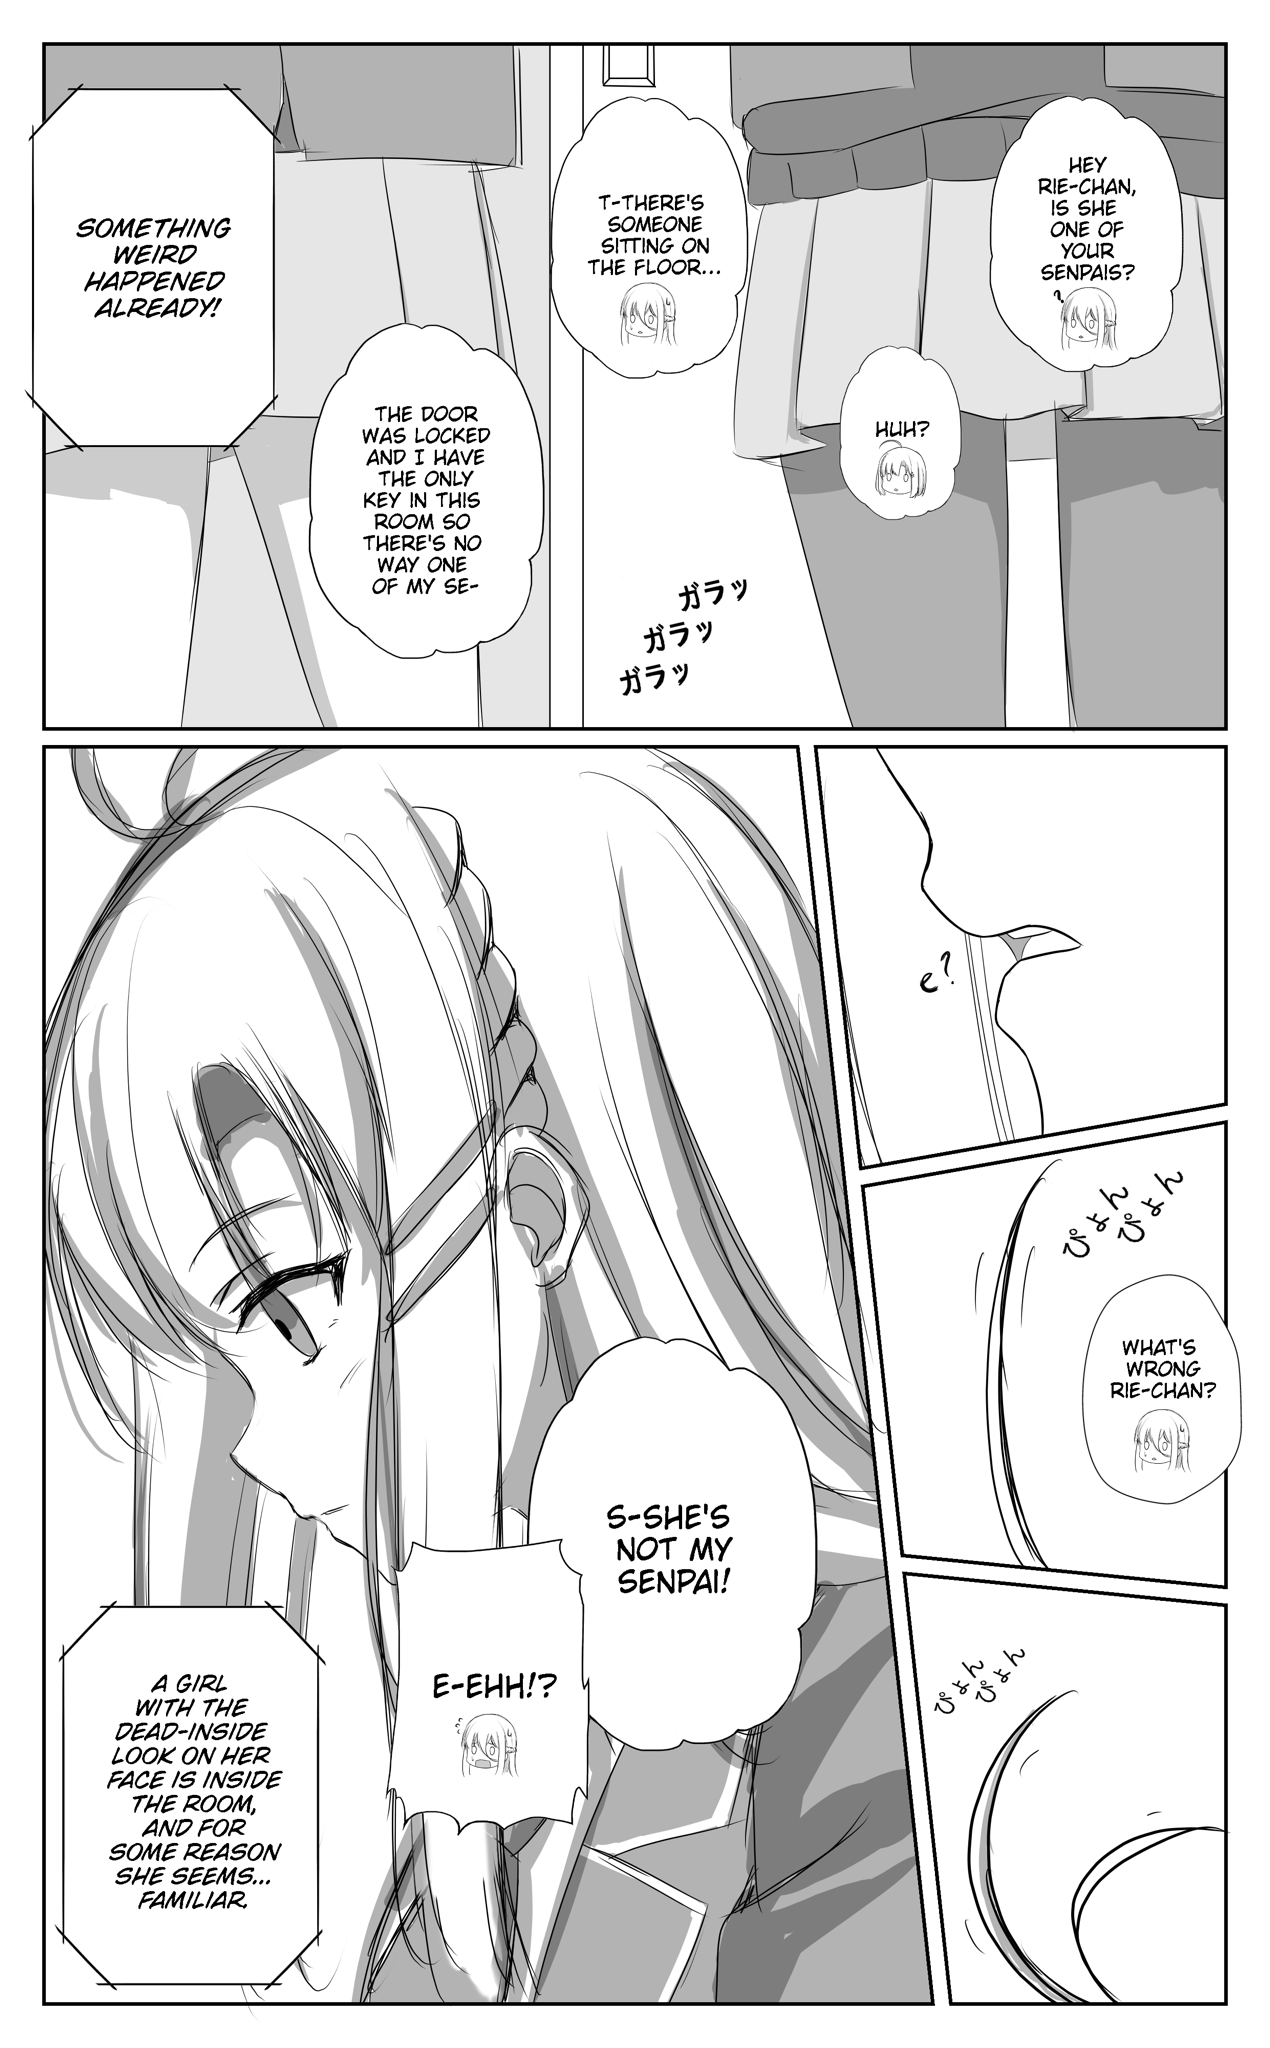 HEY
RIE-CHAN,
IS SHE
ONE OF
YOUR
SENPAIS?
?
T-THERE'S
SOMEONE
SITTING ON
THE FLOOR...
HUH?
ガラッ
ガラッ
ガラッ
THE DOOR
WAS LOCKED
AND I HAVE
THE ONLY
KEY IN THIS
ROOM SO
THERE'S NO
WAY ONE
OF MY SE-
SOMETHING
WEIRD
HAPPENED
ALREADY!
e?
ぴょん
ぴょん
WHAT'S
WRONG
RIE-CHAN?
ぴょん
ぴょん
S-SHE'S
NOT MY
SENPAI!
E-EHH!?
A GIRL
WITH THE
DEAD-INSIDE
LOOK ON HER
FACE IS INSIDE
THE ROOM,
AND FOR
SOME REASON
SHE SEEMS...
FAMILIAR.